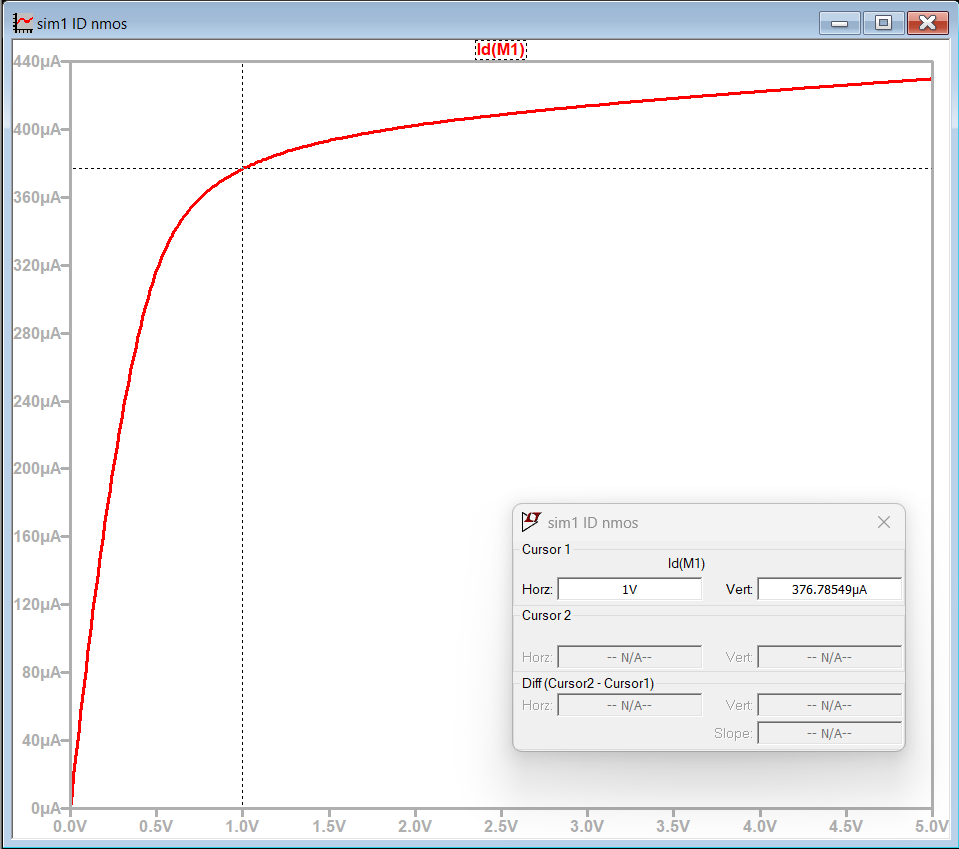 sim1 ID nmos
Id(M1)
440µA
400µA
360µA
320µA
280µA
240µA
200µA
160µA
120µA
80µA
40µA
0µA
0.0V 0.5V 1.0V 1.5V 2.0V 2.5V 3.0V 3.5V 4.0V 4.5V 5.0V
sim1 ID nmos
Cursor 1
Id(M1)
Horz: 1V Vert: 376.78549µA
Cursor 2
Horz: -- N/A-- Vert: -- N/A--
Diff (Cursor2 - Cursor1)
Horz: -- N/A-- Vert: -- N/A--
Slope: -- N/A--